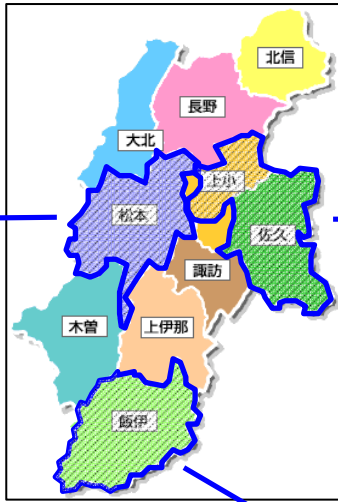 北信
長野
大北
上小
松本
佐久
諏訪
木曽
上伊那
飯伊